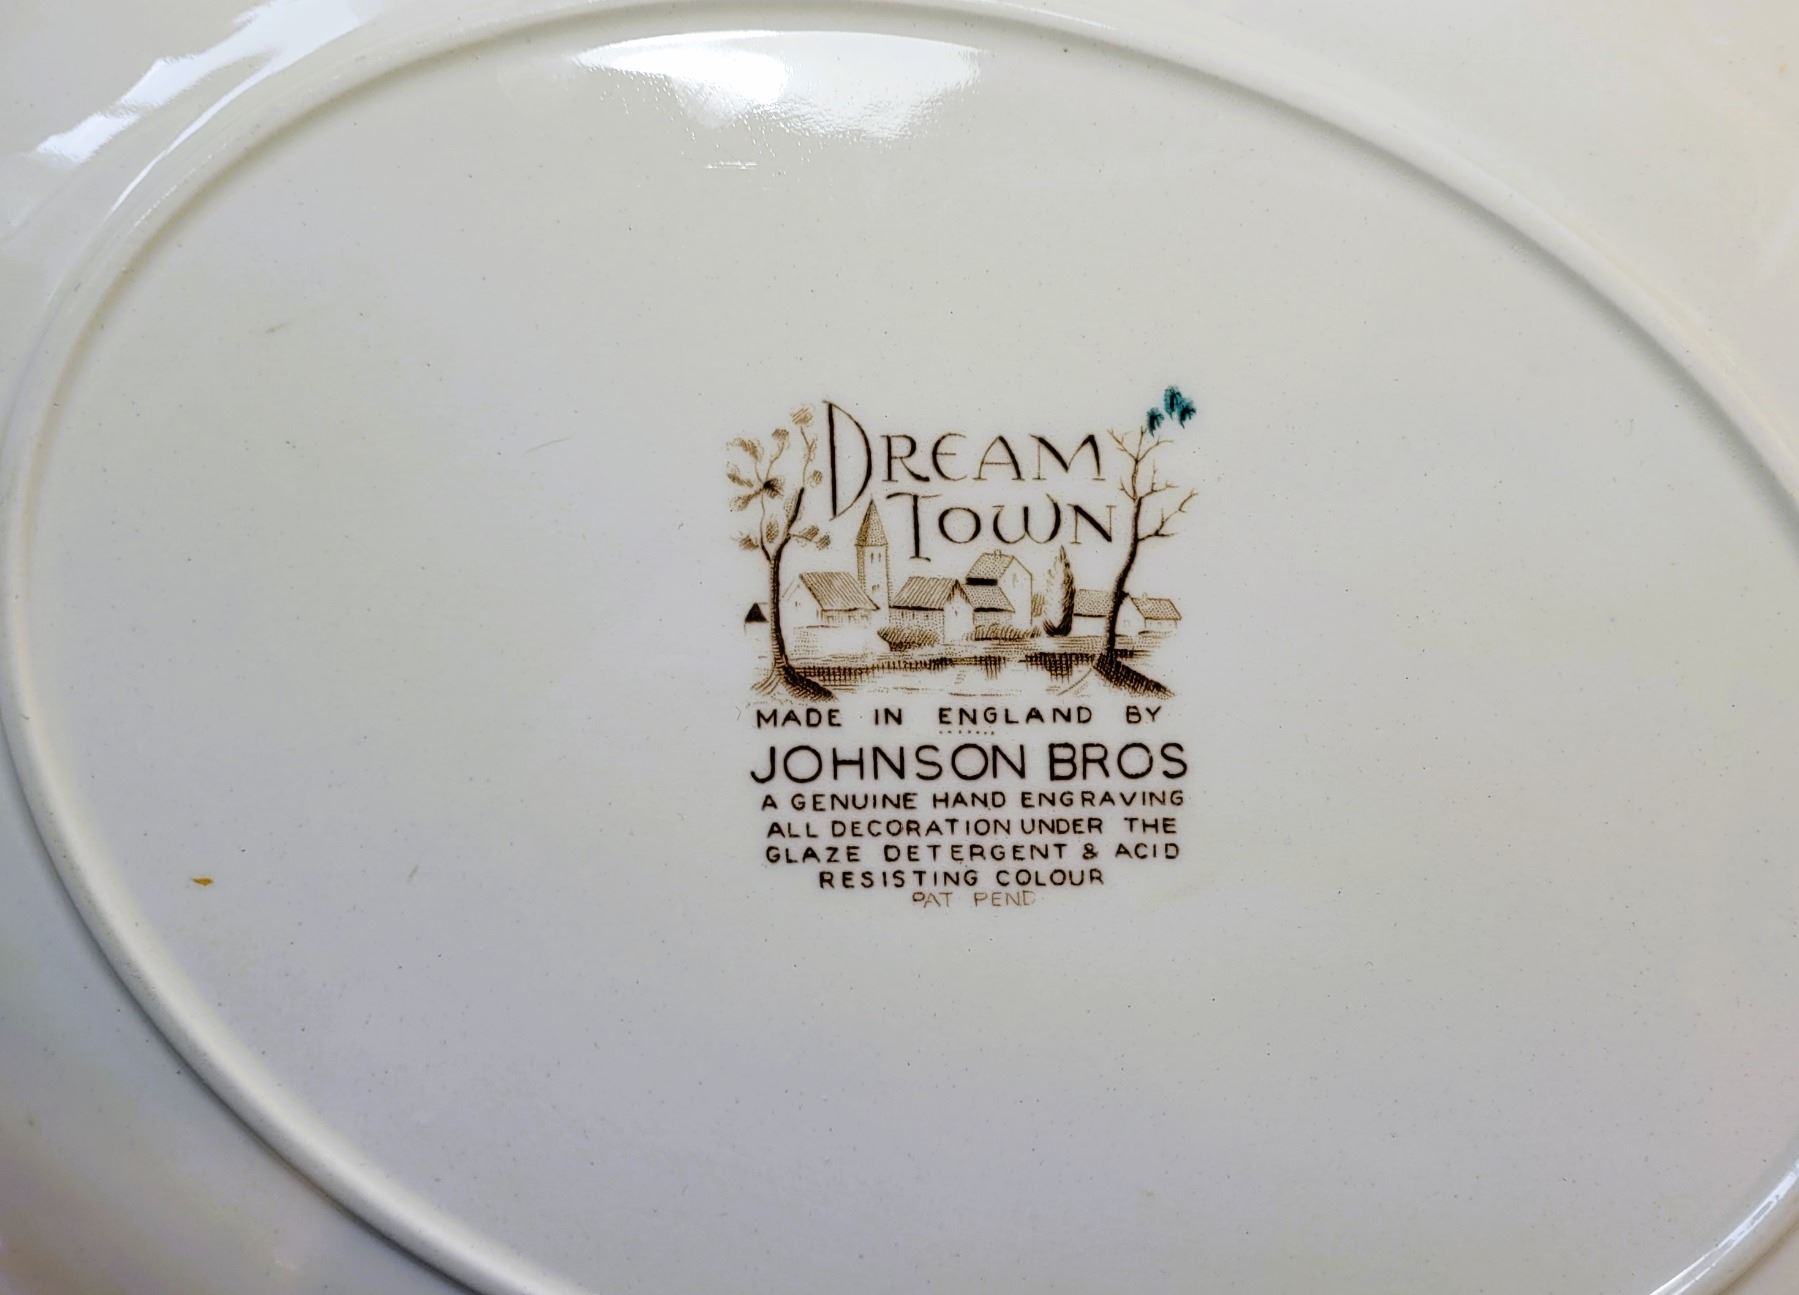 DREAM
TOWN
MADE IN ENGLAND BY
JOHNSON BROS
A GENUINE HAND ENGRAVING
ALL DECORATION UNDER THE
GLAZE DETERGENT & ACID
RESISTING COLOUR
PAT PEND